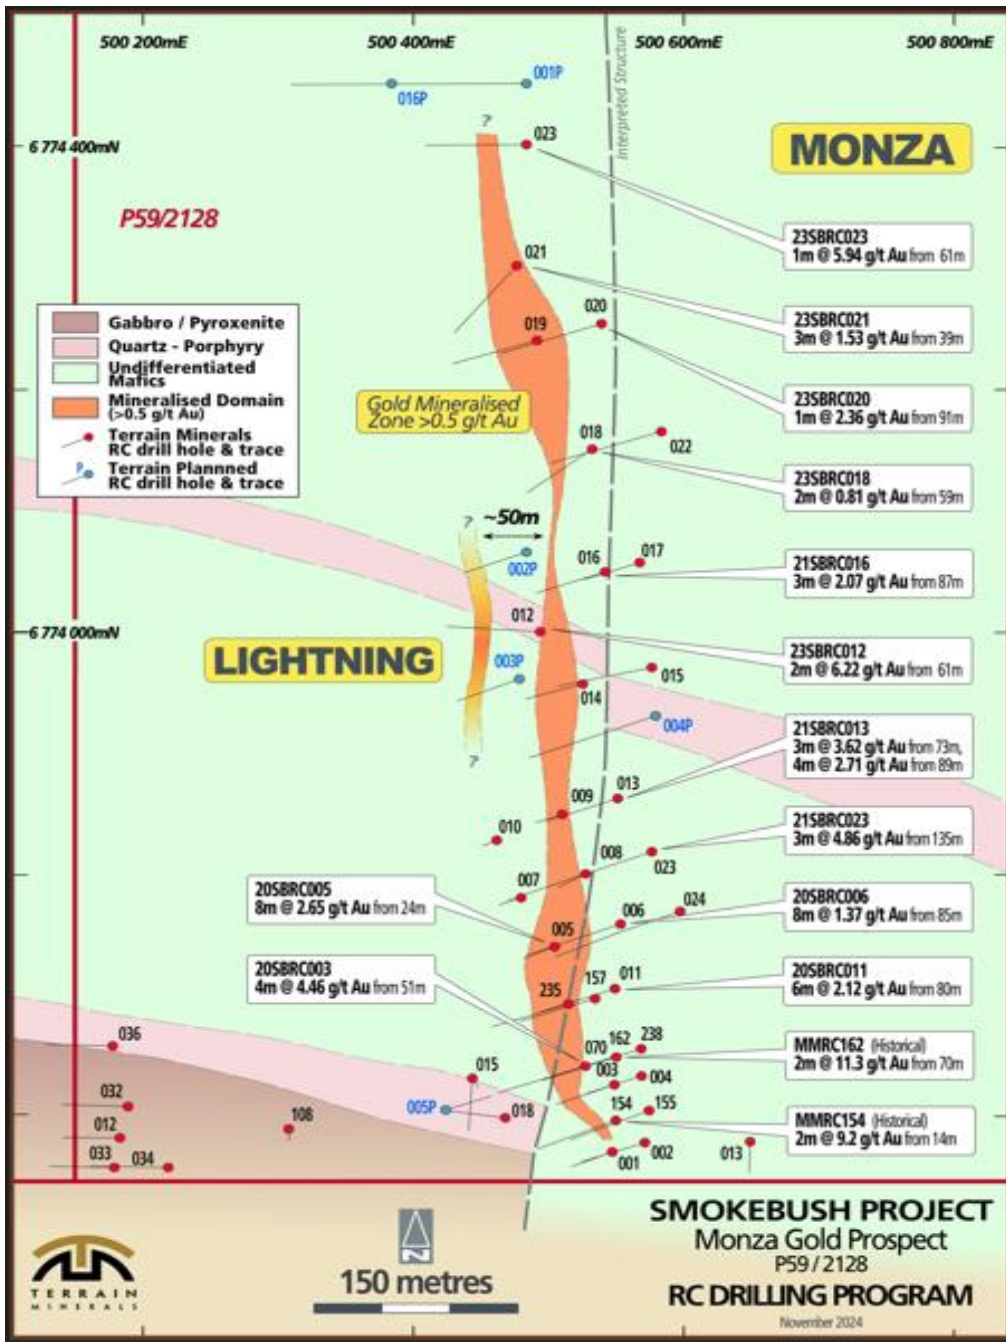 500 200mE
500 400mE
500 600mE
500 800mE
001P
016P
Interpreted Structure
?
023
6 774 400mN
MONZA
P59/2128
23SBRC023
1m @ 5.94 g/t Au from 61m
021
Gabbro / Pyroxenite
Quartz - Porphyry
Undifferentiated
Mafics
Mineralised Domain
(>0.5 g/t Au)
Terrain Minerals
RC drill hole & trace
Terrain Plannned
RC drill hole & trace
020
019
23SBRC021
3m @ 1.53 g/t Au from 39m
Gold Mineralised
Zone >0.5 g/t Au
23SBRC020
1m @ 2.36 g/t Au from 91m
018
022
23SBRC018
2m @ 0.81 g/t Au from 59m
?
~50m
002P
016
017
21SBRC016
3m @ 2.07 g/t Au from 87m
012
6 774 000mN
LIGHTNING
23SBRC012
2m @ 6.22 g/t Au from 61m
003P
014
015
004P
?
21SBRC013
3m @ 3.62 g/t Au from 73m,
4m @ 2.71 g/t Au from 89m
009
013
010
21SBRC023
3m @ 4.86 g/t Au from 135m
008
023
007
20SBRC005
8m @ 2.65 g/t Au from 24m
005
006
024
20SBRC006
8m @ 1.37 g/t Au from 85m
20SBRC003
4m @ 4.46 g/t Au from 51m
235
157
011
20SBRC011
6m @ 2.12 g/t Au from 80m
036
070
162
238
MMRC162 (Historical)
2m @ 11.3 g/t Au from 70m
015
003
004
032
005P
018
154
155
108
012
MMRC154 (Historical)
2m @ 9.2 g/t Au from 14m
033
034
001
002
013
N
150 metres
TERRAIN
MINERALS
SMOKEBUSH PROJECT
Monza Gold Prospect
P59 / 2128
RC DRILLING PROGRAM
November 2024